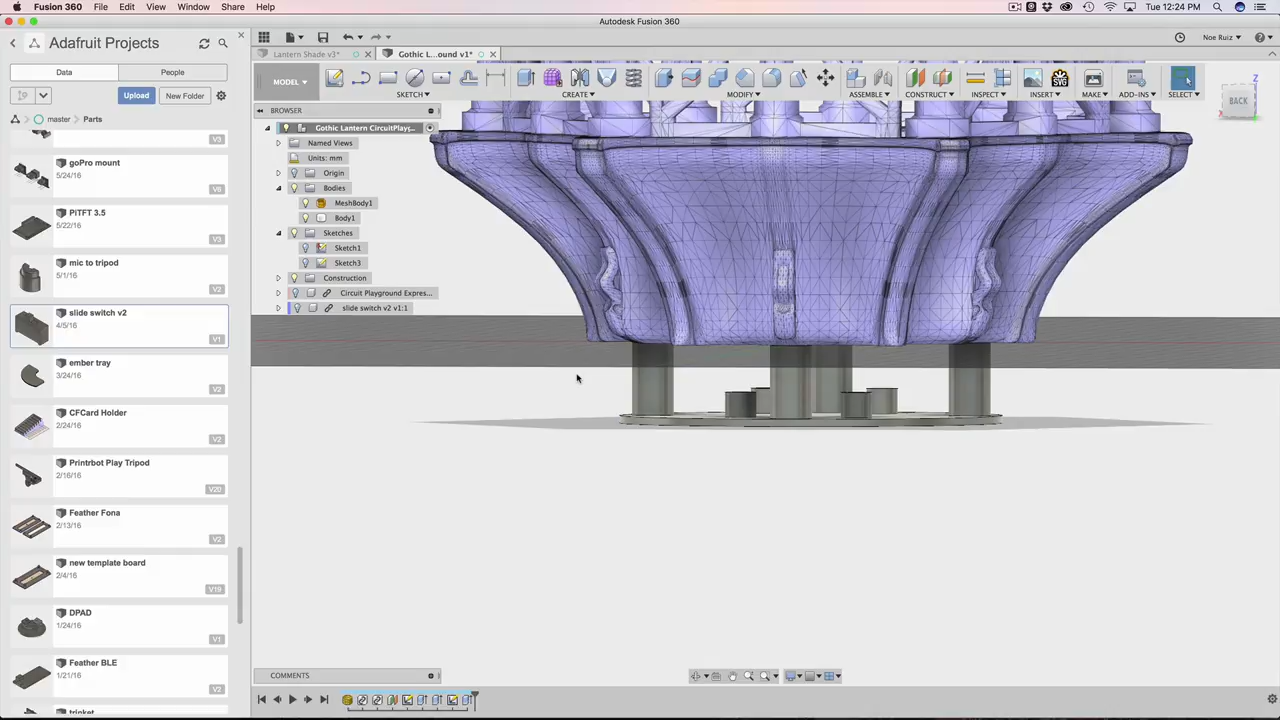 Fusion 360 File Edit View Window Share Help
Tue 12:24 PM
Autodesk Fusion 360
Adafruit Projects
Lantern Shade v3*
Gothic L...ound v1*
Noe Ruiz
Data People
MODEL
SKETCH
CREATE
MODIFY
ASSEMBLE
CONSTRUCT
INSPECT
INSERT
MAKE
ADD-INS
SELECT
Upload New Folder
BACK
Z
BROWSER
master Parts
Gothic Lantern CircuitPlayg...
Named Views
Units: mm
Origin
Bodies
MeshBody1
Body1
Sketches
Sketch1
Sketch3
Construction
Circuit Playground Expres...
slide switch v2 v1:1
V3
goPro mount
5/24/16
V8
PiTFT 3.5
5/22/16
V3
mic to tripod
5/1/16
V2
slide switch v2
4/5/16
V1
ember tray
3/24/16
V2
CFCard Holder
2/24/16
V2
Printrbot Play Tripod
2/16/16
V20
Feather Fona
2/13/16
V2
new template board
2/4/16
V19
DPAD
1/24/16
V1
Feather BLE
1/21/16
V2
trinket
COMMENTS